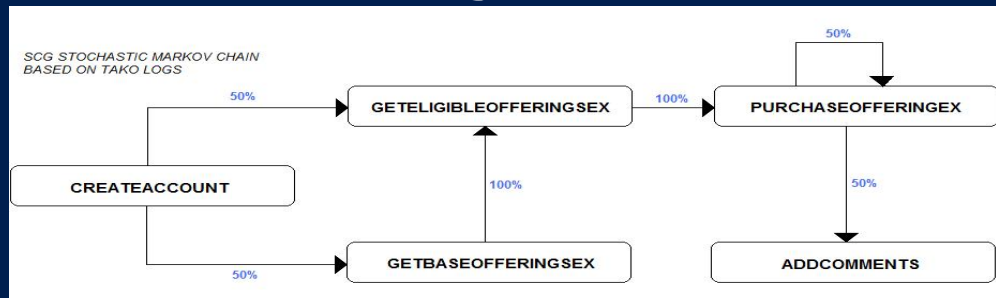 SCG STOCHASTIC MARKOV CHAIN
BASED ON TAKO LOGS
50%
50%
GETELIGIBLEOFFERINGSEX
100%
PURCHASEOFFERINGEX
CREATEACCOUNT
100%
50%
50%
GETBASEOFFERINGSEX
ADDCOMMENTS